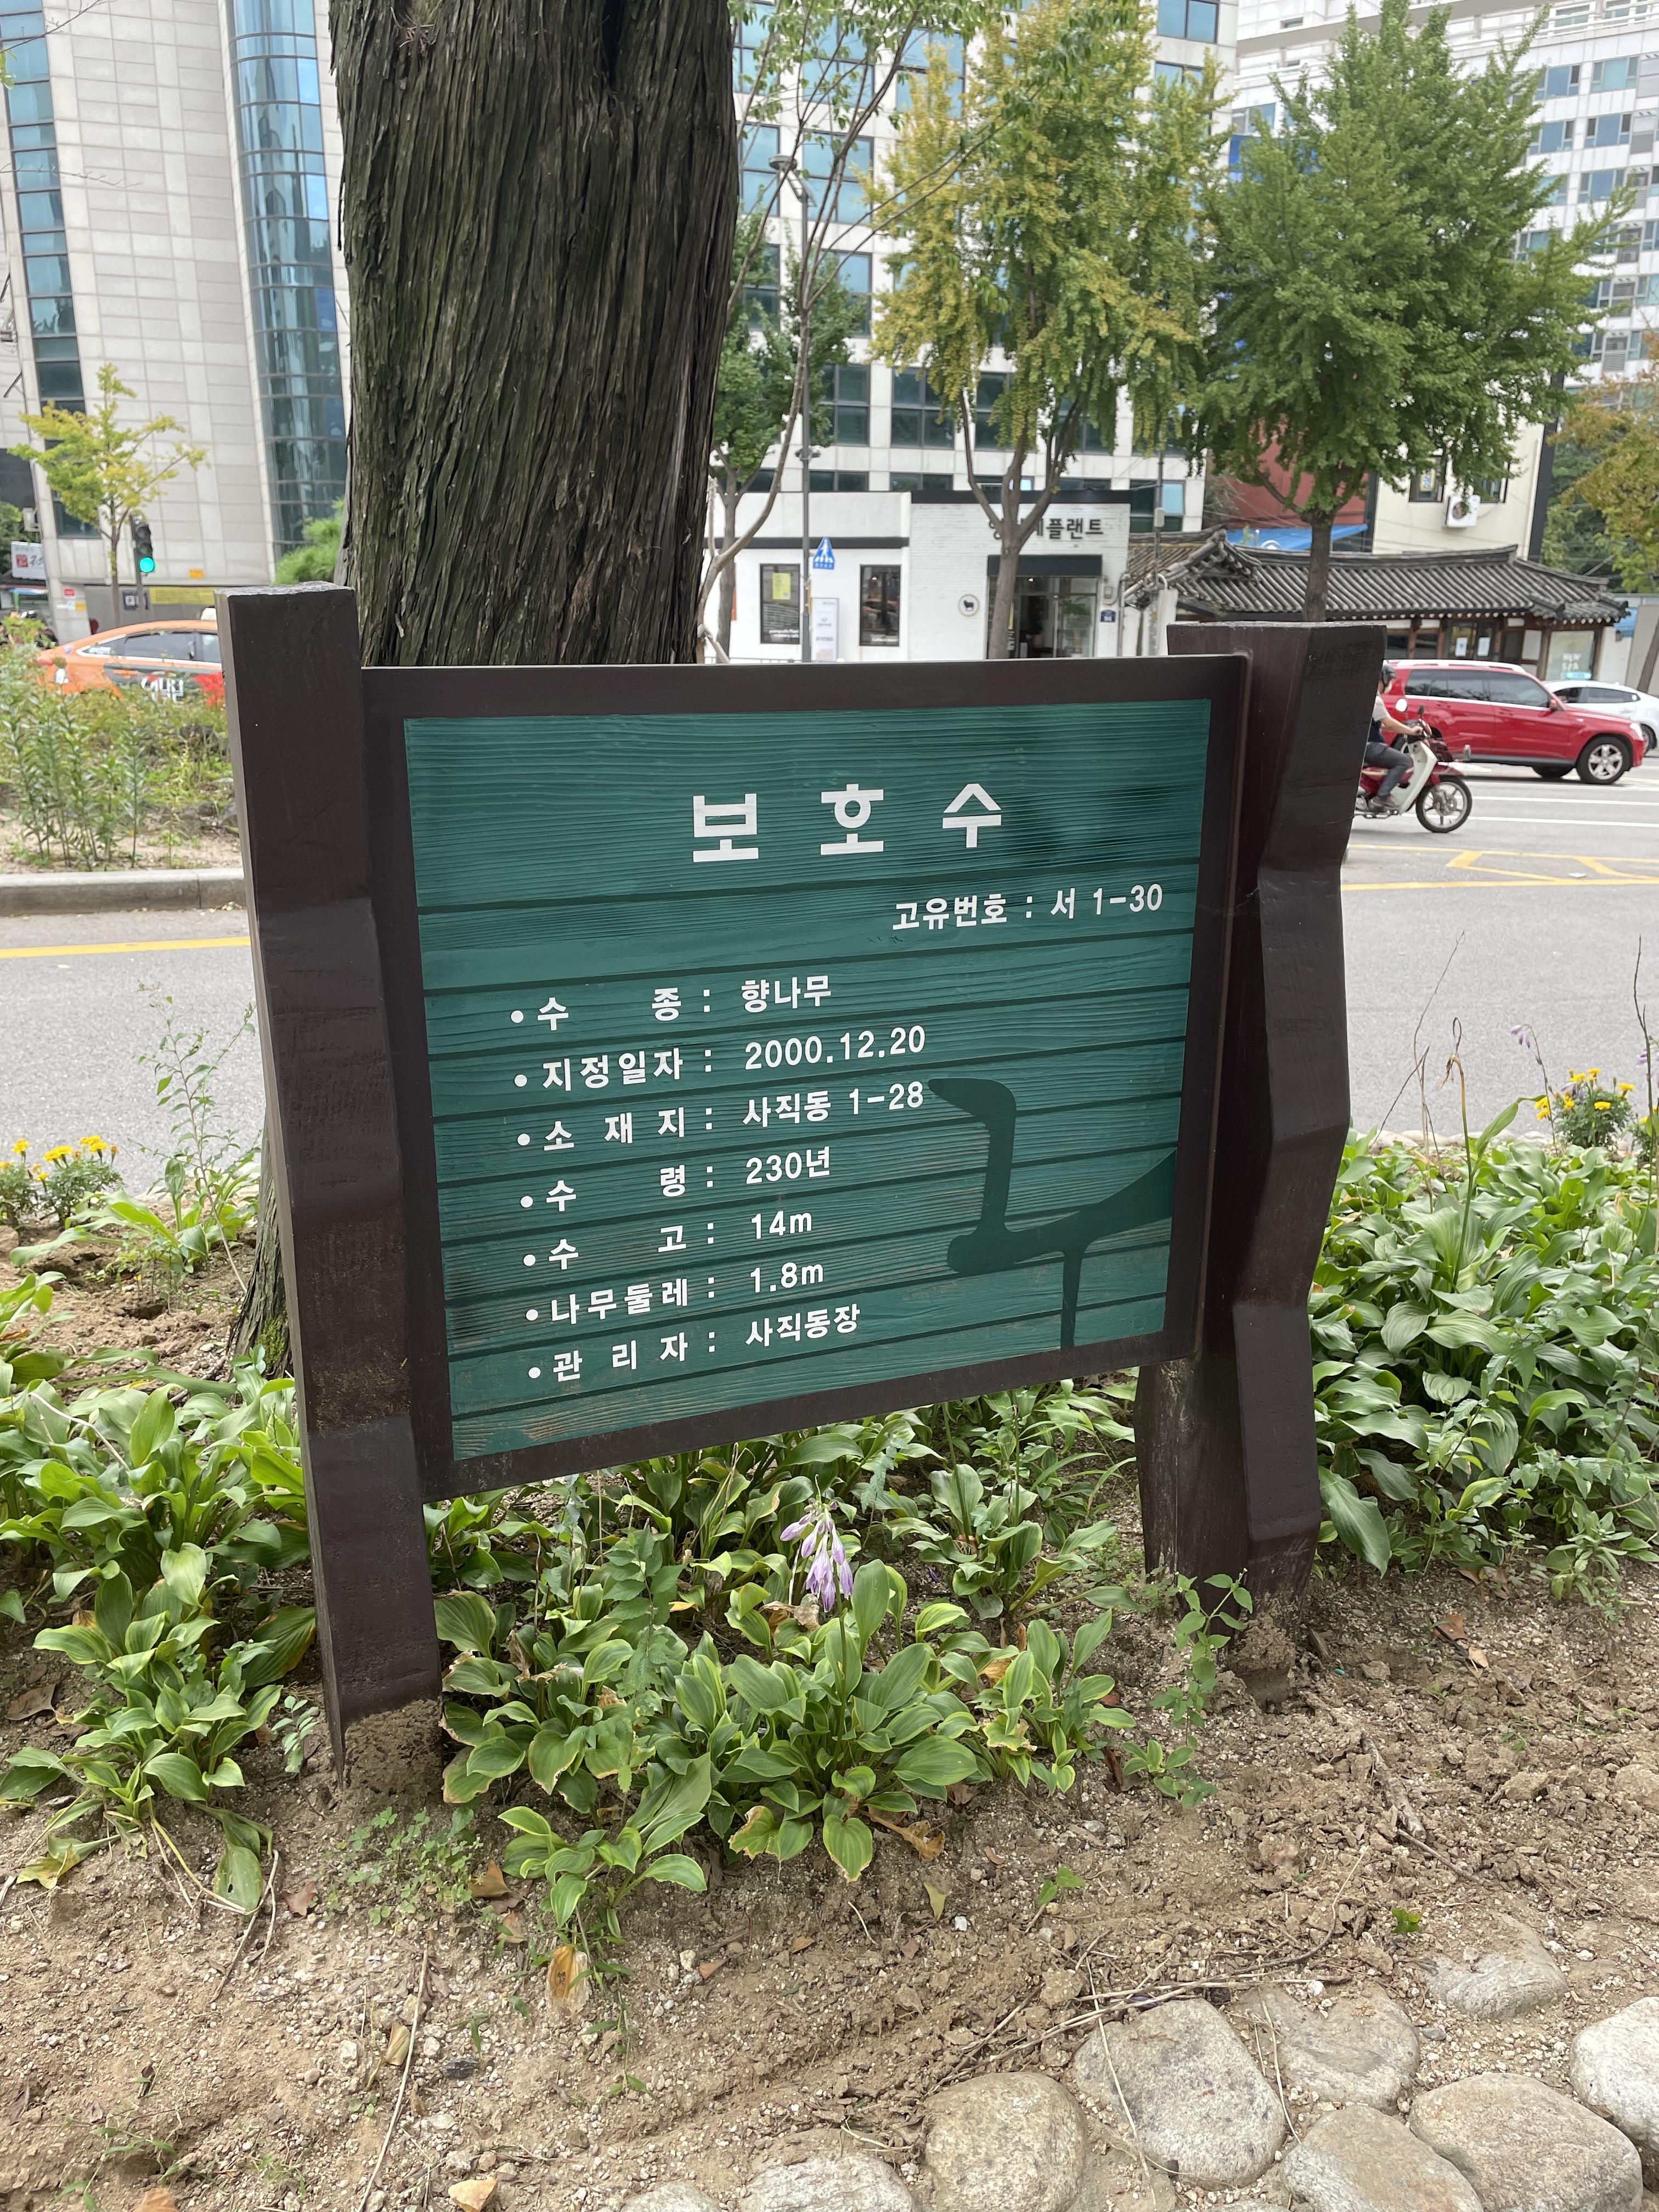 보호수
고유번호 : 서 1-30
• 수 종 : 향나무
• 지정일자 : 2000.12.20
• 소 재 지 : 사직동 1-28
• 수 령 : 230년
• 수 고 : 14m
• 나무둘레 : 1.8m
• 관 리 자 : 사직동장